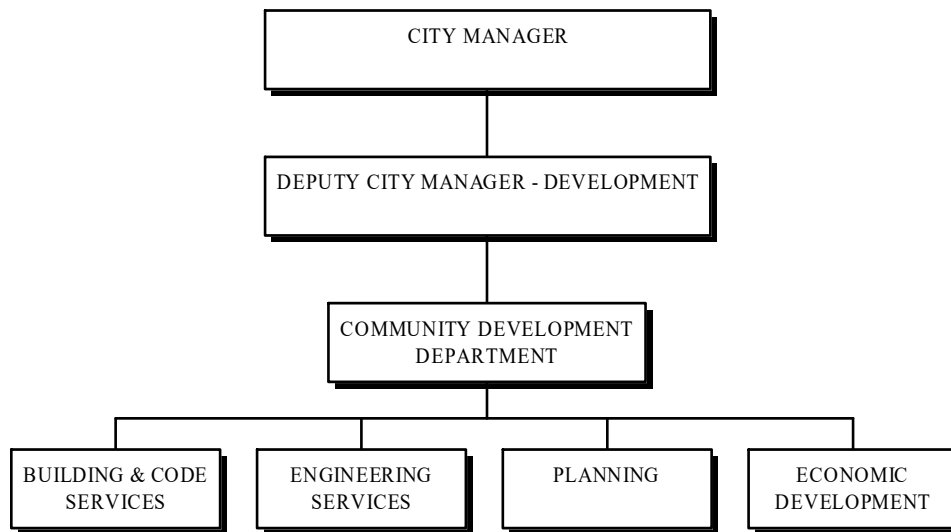 CITY MANAGER
DEPUTY CITY MANAGER - DEVELOPMENT
COMMUNITY DEVELOPMENT
DEPARTMENT
BUILDING & CODE
SERVICES
ENGINEERING
SERVICES
PLANNING
ECONOMIC
DEVELOPMENT